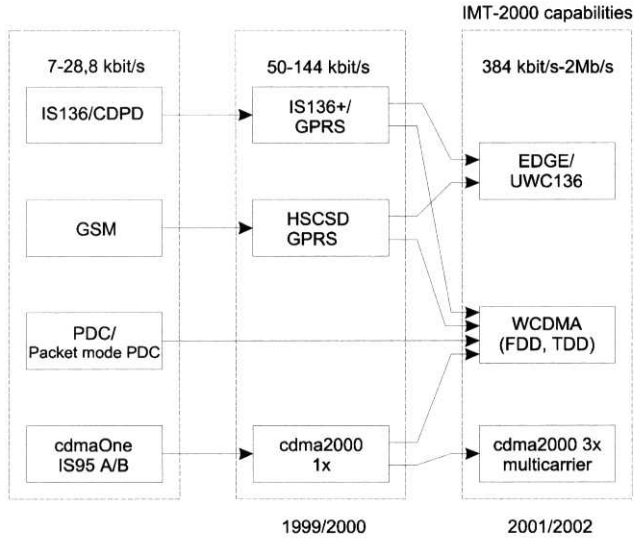 IMT-2000 capabilities
7-28,8 kbit/s
50-144 kbit/s
384 kbit/s-2Mb/s
IS136/CDPD
IS136+/
GPRS
EDGE/
UWC136
GSM
HSCSD
GPRS
PDC/
Packet mode PDC
WCDMA
(FDD, TDD)
cdmaOne
IS95 A/B
cdma2000
1x
cdma2000 3x
multicarrier
1999/2000
2001/2002